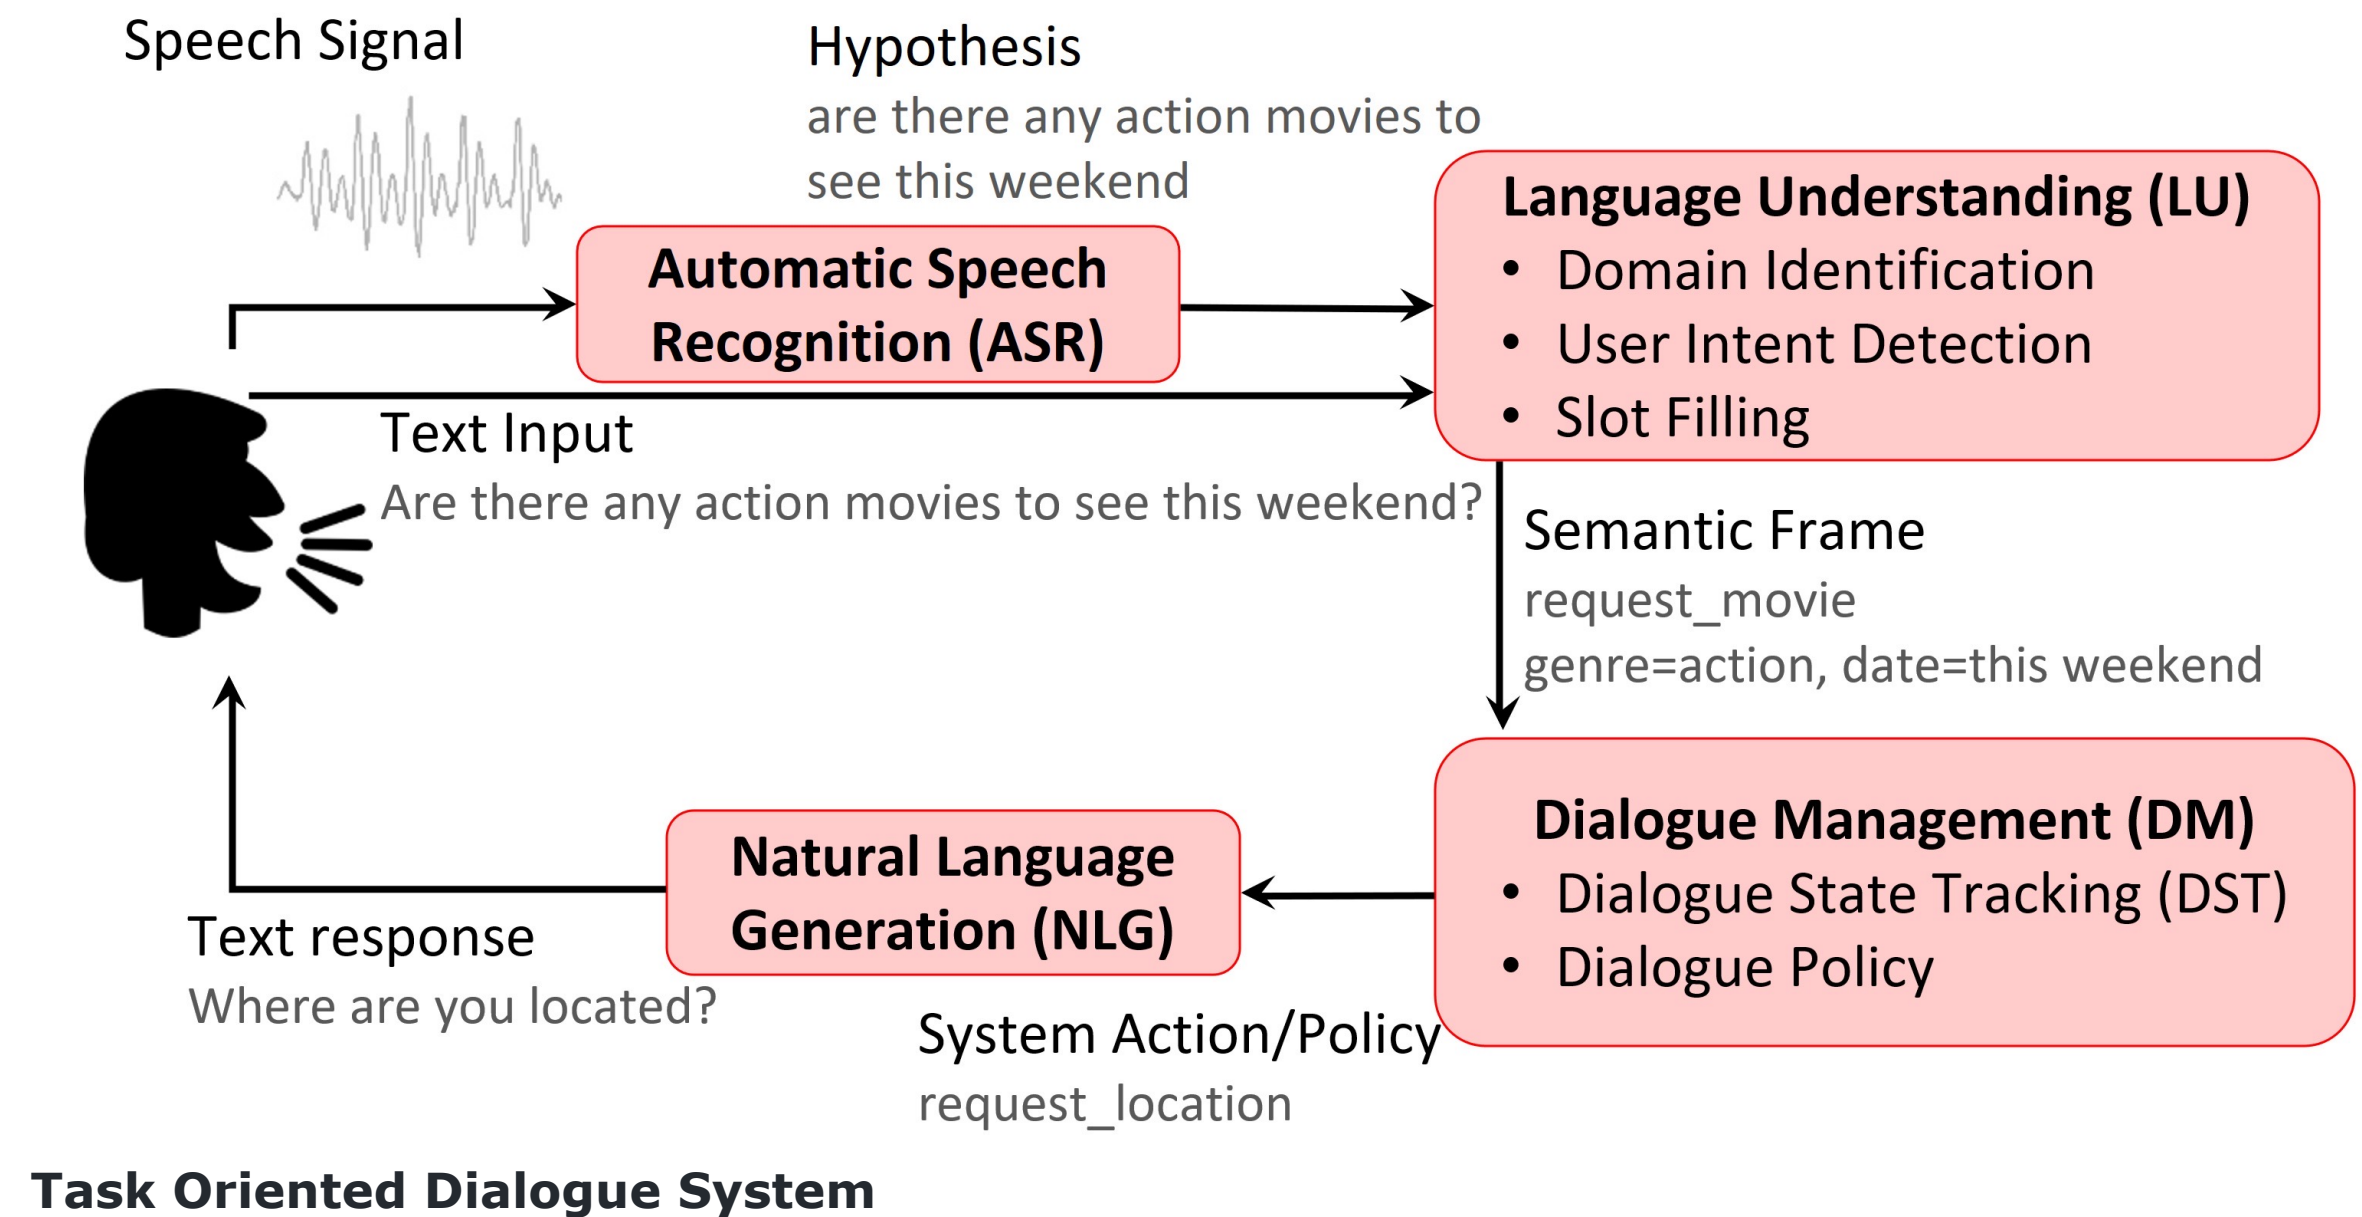 Speech Signal
Hypothesis
are there any action movies to
see this weekend
Automatic Speech
Recognition (ASR)
Language Understanding (LU)
• Domain Identification
• User Intent Detection
• Slot Filling
Text Input
Are there any action movies to see this weekend?
Semantic Frame
request_movie
genre=action, date=this weekend
Dialogue Management (DM)
• Dialogue State Tracking (DST)
• Dialogue Policy
Natural Language
Generation (NLG)
System Action/Policy
request_location
Text response
Where are you located?
Task Oriented Dialogue System